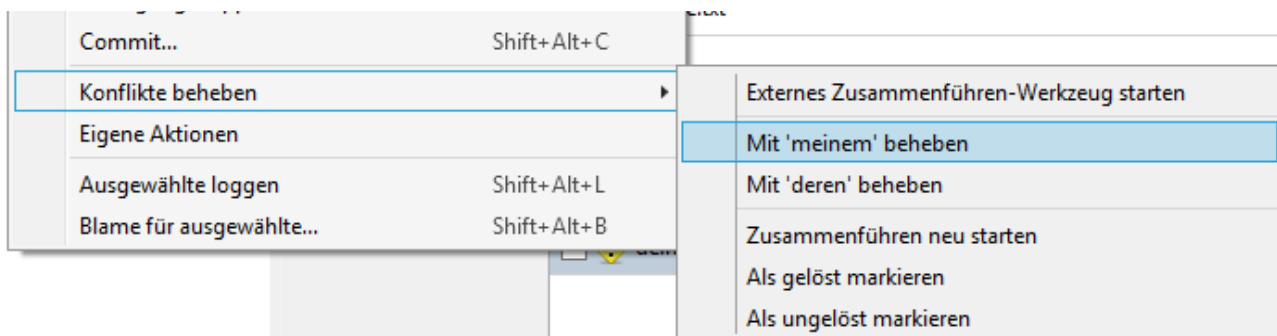 Commit... Shift+Alt+C
Konflikte beheben
Eigene Aktionen
Ausgewählte loggen Shift+Alt+L
Blame für ausgewählte... Shift+Alt+B
Externes Zusammenführen-Werkzeug starten
Mit 'meinem' beheben
Mit 'deren' beheben
Zusammenführen neu starten
Als gelöst markieren
Als ungelöst markieren